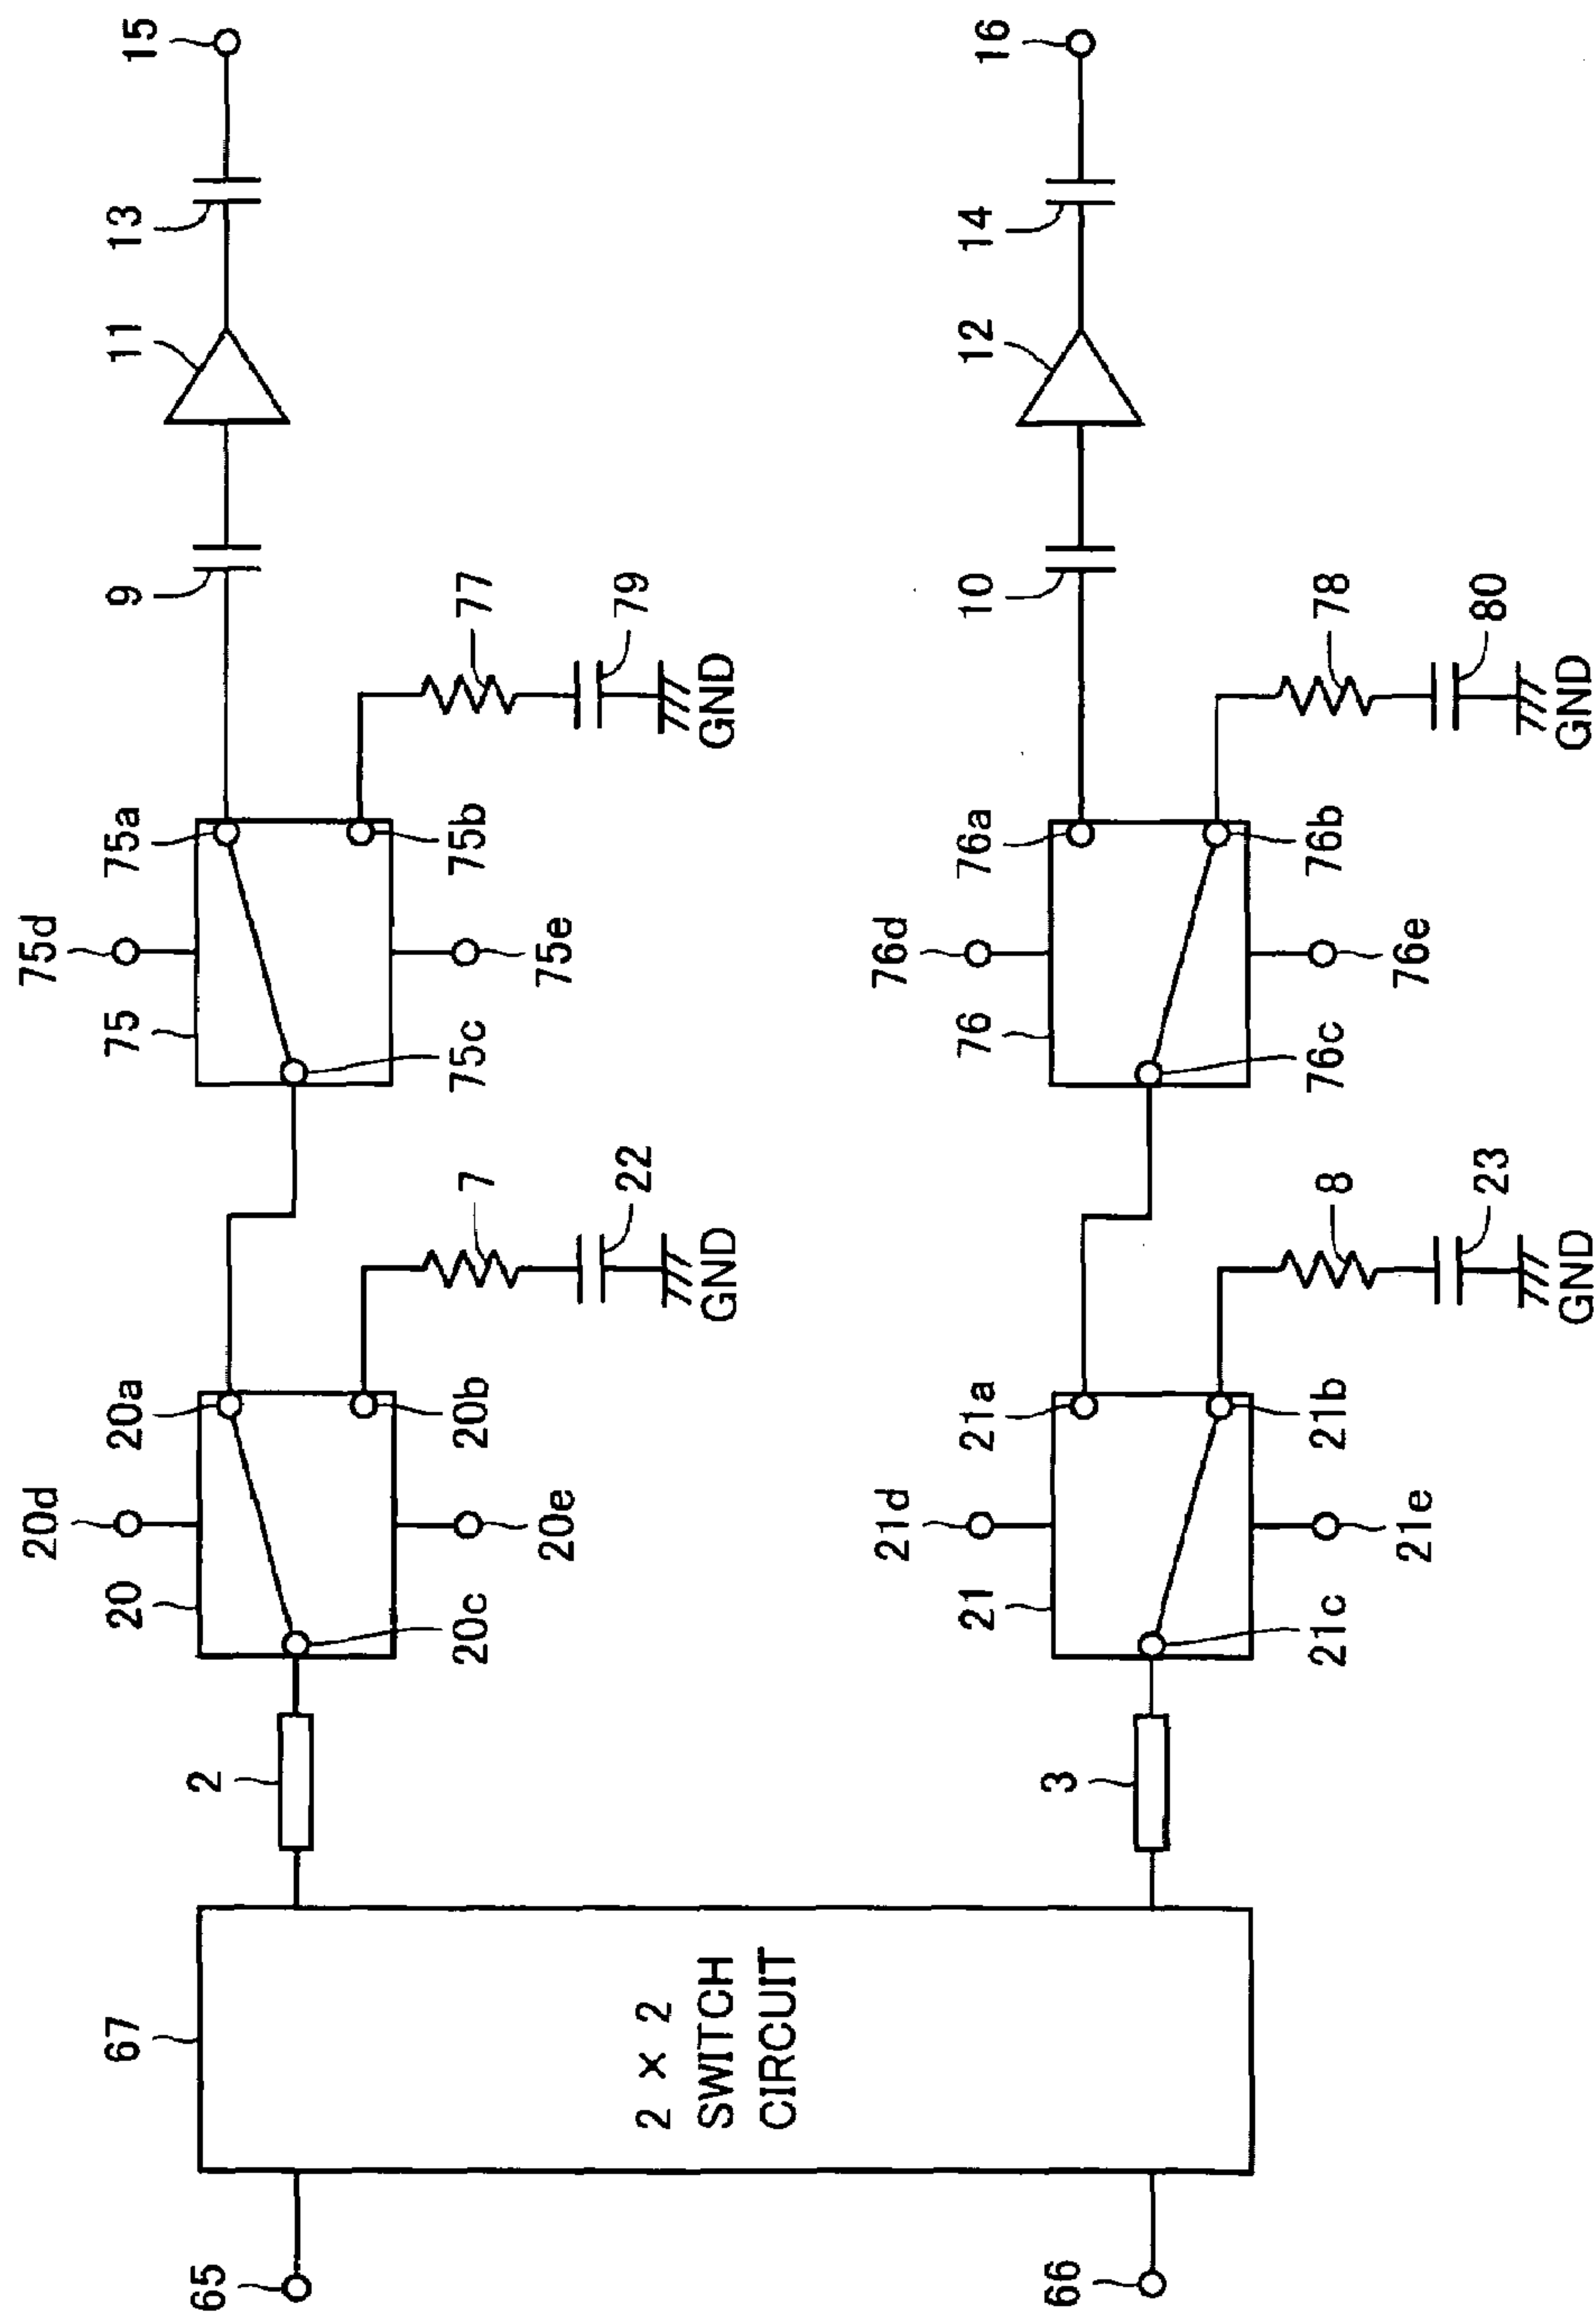 15
13
11
9
77
79
GND
75a
75b
75d
75e
75
75c
7
22
GND
20a
20b
20d
20e
20
20c
2
67
65
16
14
12
10
78
80
GND
76a
76b
76d
76e
76
76c
8
23
GND
21a
21b
21d
21e
21
21c
3
2 × 2
SWITCH
CIRCUIT
66